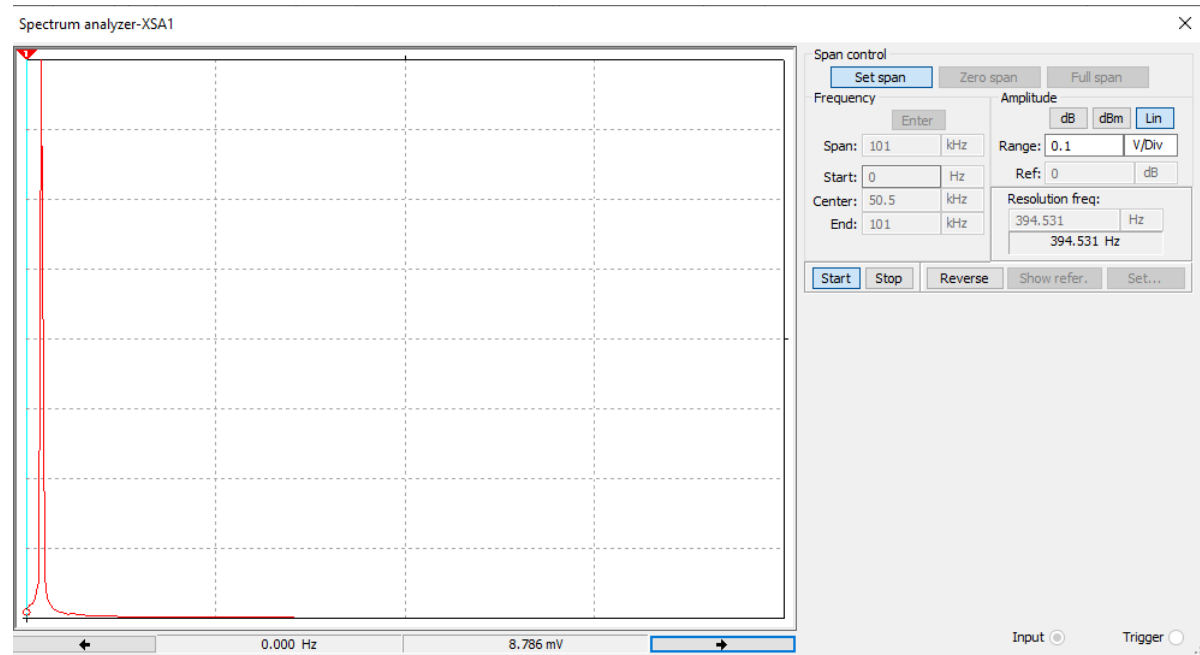 Spectrum analyzer-XSA1
1
Span control
Set span Zero span Full span
Frequency
Enter
Span: 101 kHz
Start: 0 Hz
Center: 50.5 kHz
End: 101 kHz
Amplitude
dB dBm Lin
Range: 0.1 V/Div
Ref: 0 dB
Resolution freq:
394.531 Hz
394.531 Hz
Start Stop Reverse Show refer. Set...
0.000 Hz 8.786 mV
Input Trigger